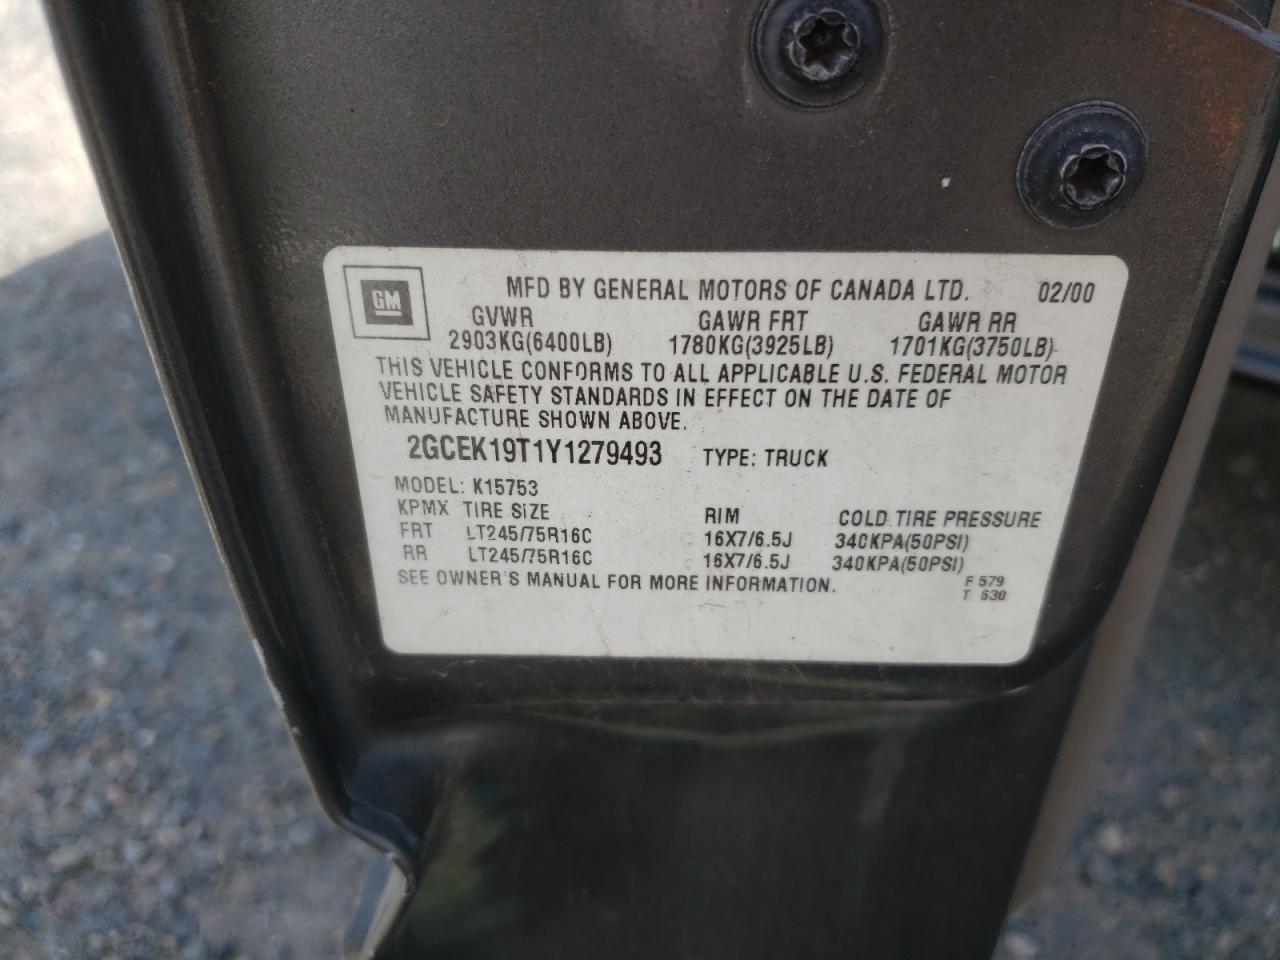 GM
MFD BY GENERAL MOTORS OF CANADA LTD. 02/00
GVWR GAWR FRT GAWR RR
2903KG(6400LB) 1780KG(3925LB) 1701KG(3750LB)
THIS VEHICLE CONFORMS TO ALL APPLICABLE U.S. FEDERAL MOTOR
VEHICLE SAFETY STANDARDS IN EFFECT ON THE DATE OF
MANUFACTURE SHOWN ABOVE.
2GCEK19T1Y1279493 TYPE: TRUCK
MODEL: K15753
KPMX TIRE SIZE RIM COLD TIRE PRESSURE
FRT LT245/75R16C 16X7/6.5J 340KPA(50PSI)
RR LT245/75R16C 16X7/6.5J 340KPA(50PSI)
SEE OWNER'S MANUAL FOR MORE INFORMATION. F 579
T 630